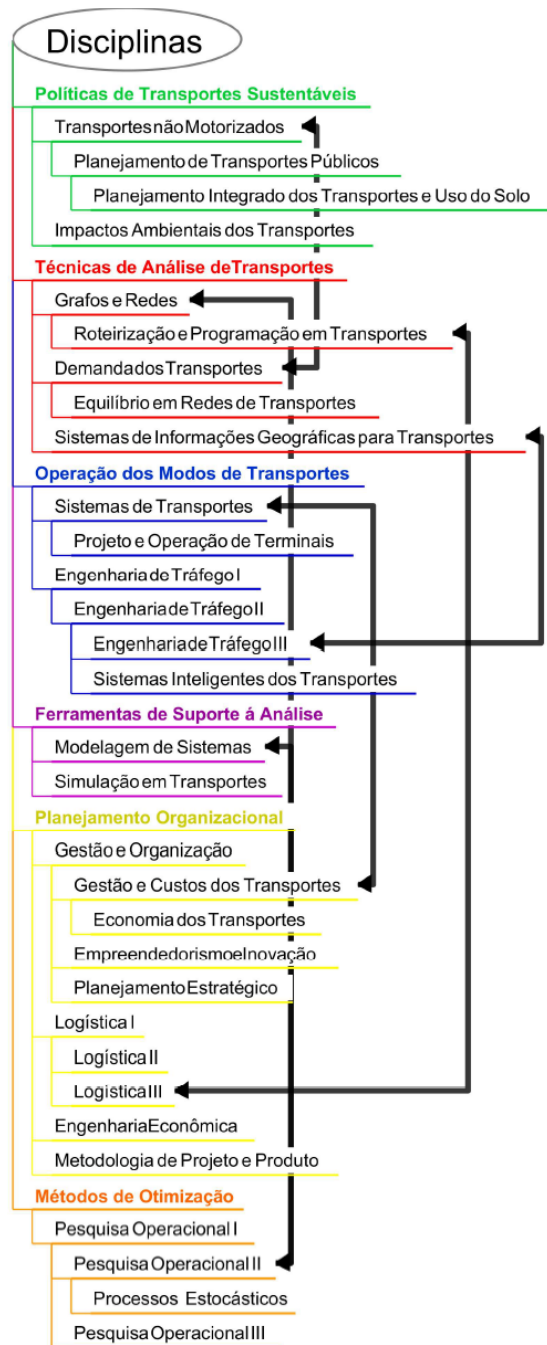 Disciplinas
Políticas de Transportes Sustentáveis
Transportes não Motorizados
Planejamento de Transportes Públicos
Planejamento Integrado dos Transportes e Uso do Solo
Impactos Ambientais dos Transportes
Técnicas de Análise de Transportes
Grafos e Redes
Roteirização e Programação em Transportes
Demanda dos Transportes
Equilíbrio em Redes de Transportes
Sistemas de Informações Geográficas para Transportes
Operação dos Modos de Transportes
Sistemas de Transportes
Projeto e Operação de Terminais
Engenharia de Tráfego I
Engenharia de Tráfego II
Engenharia de Tráfego III
Sistemas Inteligentes dos Transportes
Ferramentas de Suporte á Análise
Modelagem de Sistemas
Simulação em Transportes
Planejamento Organizacional
Gestão e Organização
Gestão e Custos dos Transportes
Economia dos Transportes
Empreendedorismo e Inovação
Planejamento Estratégico
Logística I
Logística II
Logistica III
Engenharia Econômica
Metodologia de Projeto e Produto
Métodos de Otimização
Pesquisa Operacional I
Pesquisa Operacional II
Processos Estocásticos
Pesquisa Operacional III